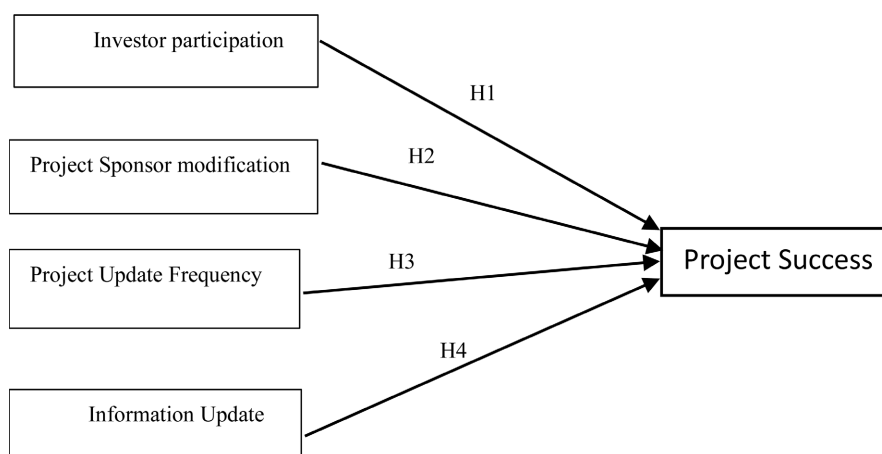 Investor participation
H1
Project Sponsor modification
H2
Project Update Frequency
H3
Project Success
H4
Information Update